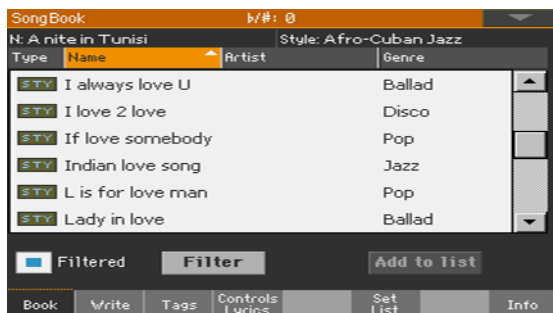 SongBook ♭/#: 0
N: A nite in Tunisi Style: Afro-Cuban Jazz
Type Name Artist Genre
STY I always love U Ballad
STY I love 2 love Disco
STY If love somebody Pop
STY Indian love song Jazz
STY L is for love man Pop
STY Lady in love Ballad
Filtered Filter Add to list
Book Write Tags Controls Lyrics Set List Info